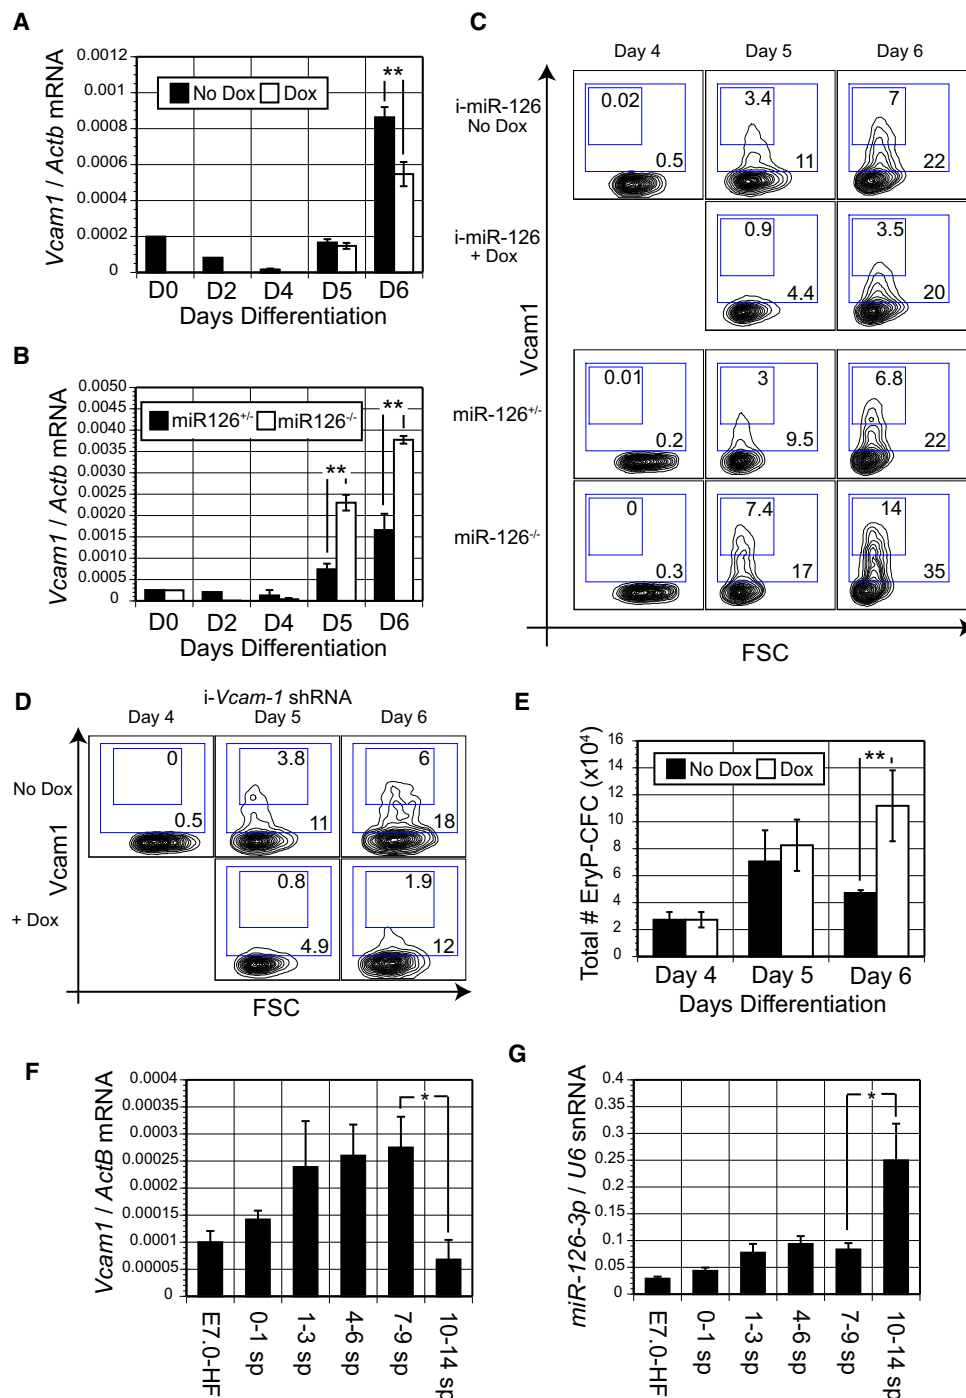 A
Vcam1 / Actb mRNA
0.0012
0.001
0.0008
0.0006
0.0004
0.0002
0
No Dox
Dox
**
D0 D2 D4 D5 D6
Days Differentiation
B
Vcam1 / Actb mRNA
0.0050
0.0045
0.0040
0.0035
0.0030
0.0025
0.0020
0.0015
0.0010
0.0005
0.000
miR126+/-
miR126-/-
**
**
D0 D2 D4 D5 D6
Days Differentiation
C
Day 4 Day 5 Day 6
i-miR-126
No Dox
0.02 3.4 7
0.5 11 22
i-miR-126
+ Dox
0.9 3.5
4.4 20
Vcam1
miR-126+/-
0.01 3 6.8
0.2 9.5 22
miR-126-/-
0 7.4 14
0.3 17 35
FSC
D
i-Vcam-1 shRNA
Day 4 Day 5 Day 6
No Dox
0 3.8 6
0.5 11 18
Vcam1
+ Dox
0.8 1.9
4.9 12
FSC
E
Total # EryP-CFC (x10⁴)
16
14
12
10
8
6
4
2
0
No Dox
Dox
**
Day 4 Day 5 Day 6
Days Differentiation
F
Vcam1 / ActB mRNA
0.0004
0.00035
0.0003
0.00025
0.0002
0.00015
0.0001
0.00005
0
*
E7.0-HF
0-1 sp
1-3 sp
4-6 sp
7-9 sp
10-14 sp
G
miR-126-3p / U6 snRNA
0.4
0.35
0.3
0.25
0.2
0.15
0.1
0.05
0
*
E7.0-HF
0-1 sp
1-3 sp
4-6 sp
7-9 sp
10-14 sp